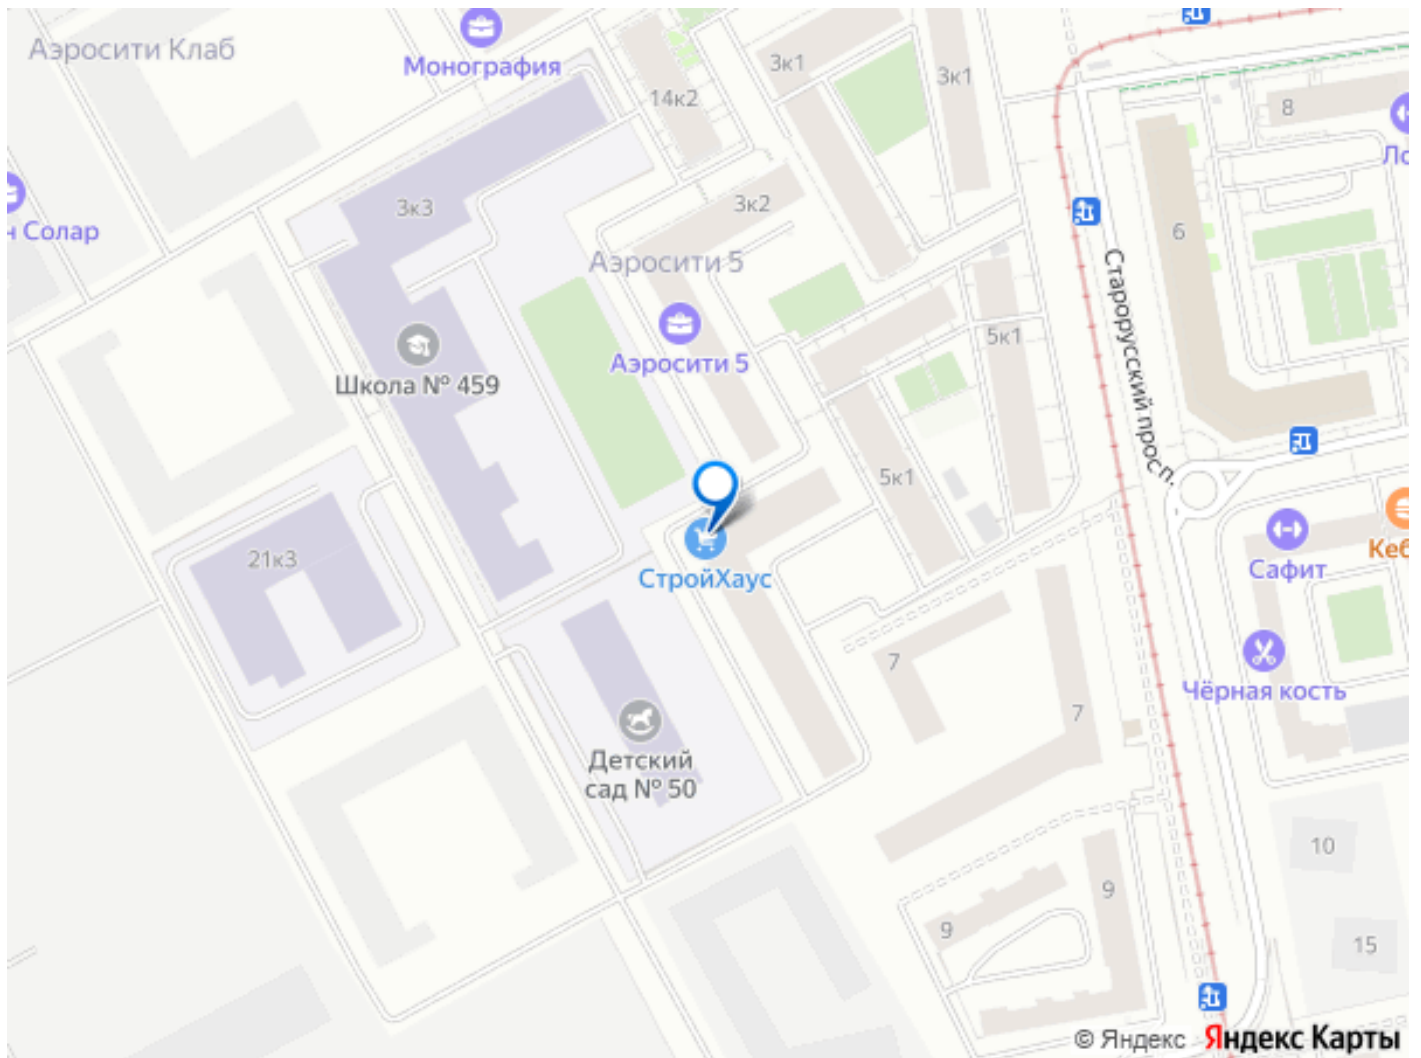 Аэросити Клаб
Монография
3к1
3к1
14к2
8
Ло
3к3
3к2
н Солар
6
Аэросити 5
Старорусский просп.
5к1
Аэросити 5
Школа № 459
5к1
21к3
СтройХаус
Сафит
Кеб
7
Чёрная кость
7
Детский
сад № 50
10
9
9
15
© Яндекс Яндекс Карты